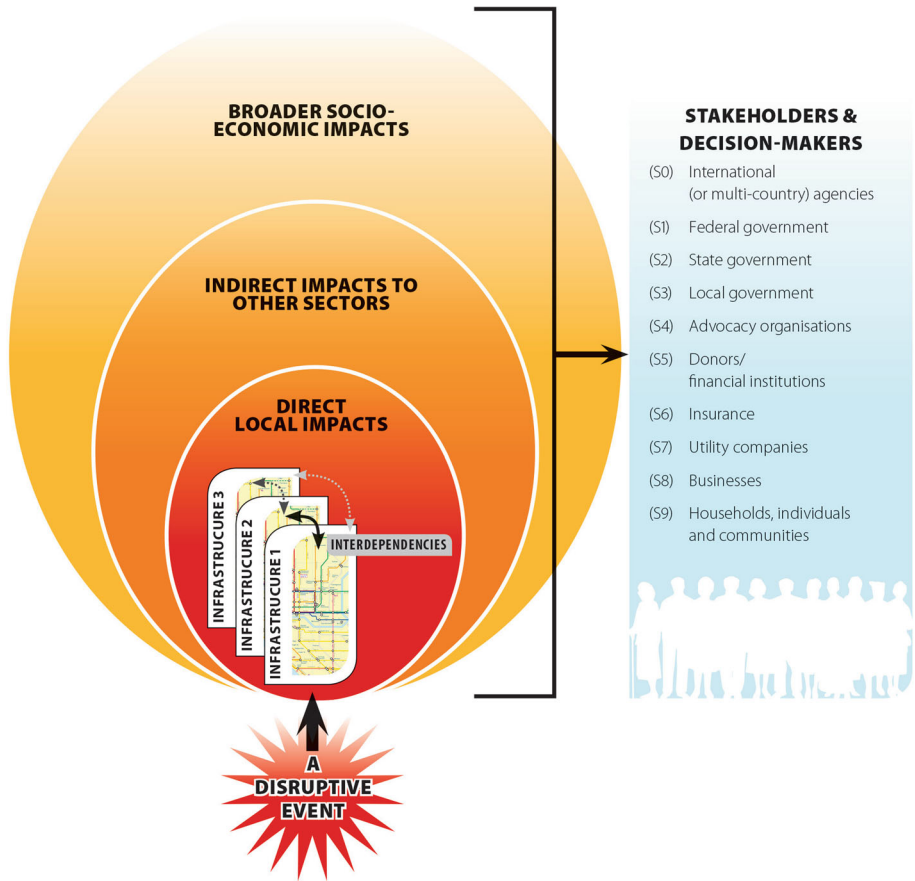 BROADER SOCIO-
ECONOMIC IMPACTS
INDIRECT IMPACTS TO
OTHER SECTORS
DIRECT
LOCAL IMPACTS
INFRASTRUCURE 3
INFRASTRUCURE 2
INFRASTRUCURE 1
INTERDEPENDENCIES
A
DISRUPTIVE
EVENT
STAKEHOLDERS &
DECISION-MAKERS
(S0) International
(or multi-country) agencies
(S1) Federal government
(S2) State government
(S3) Local government
(S4) Advocacy organisations
(S5) Donors/
financial institutions
(S6) Insurance
(S7) Utility companies
(S8) Businesses
(S9) Households, individuals
and communities